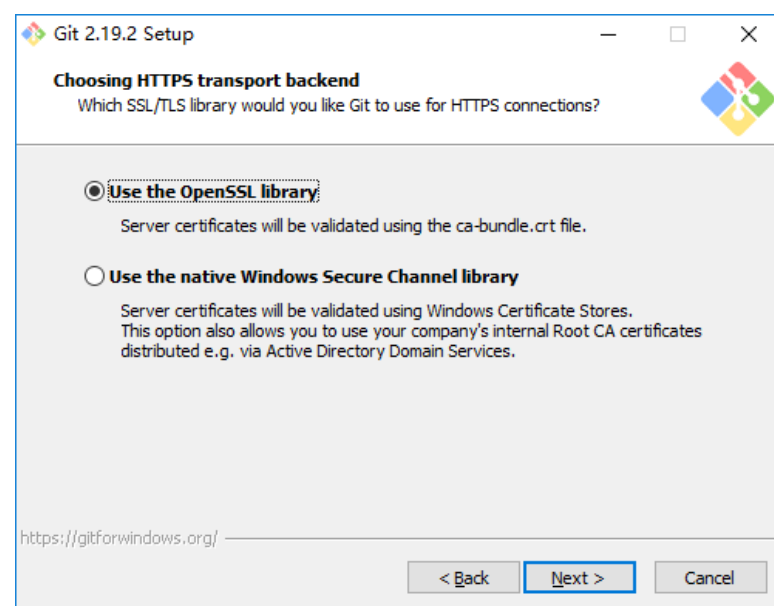 Git 2.19.2 Setup
Choosing HTTPS transport backend
Which SSL/TLS library would you like Git to use for HTTPS connections?
Use the OpenSSL library
Server certificates will be validated using the ca-bundle.crt file.
Use the native Windows Secure Channel library
Server certificates will be validated using Windows Certificate Stores.
This option also allows you to use your company's internal Root CA certificates
distributed e.g. via Active Directory Domain Services.
https://gitforwindows.org/
< Back Next > Cancel